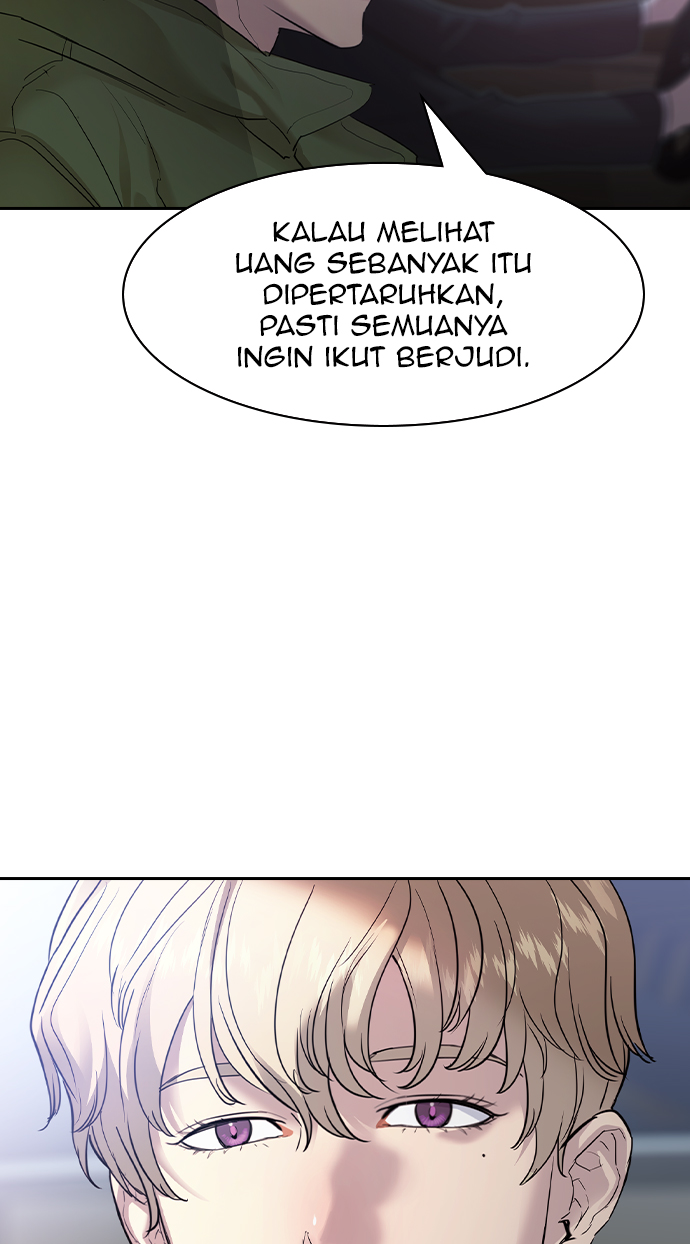 KALAU MELIHAT
UANG SEBANYAK ITU
DIPERTARUHKAN,
PASTI SEMUANYA
INGIN IKUT BERJUDI.